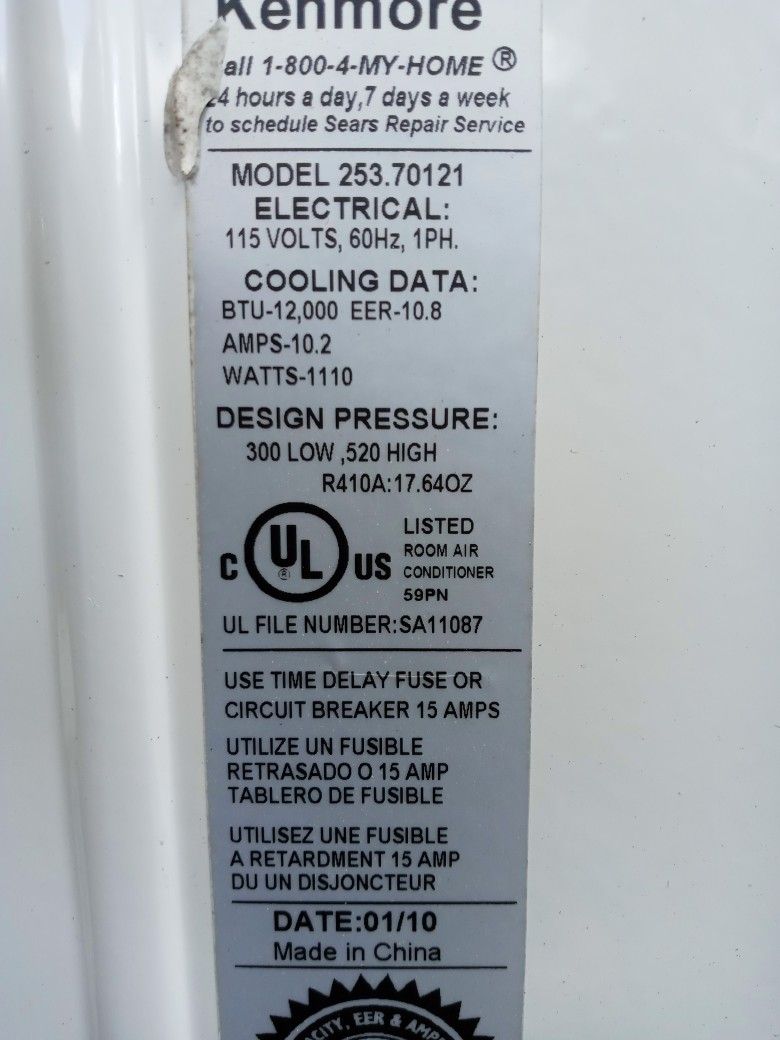 Kenmore
all 1-800-4-MY-HOME ®
24 hours a day,7 days a week
to schedule Sears Repair Service
MODEL 253.70121
ELECTRICAL:
115 VOLTS, 60Hz, 1PH.
COOLING DATA:
BTU-12,000 EER-10.8
AMPS-10.2
WATTS-1110
DESIGN PRESSURE:
300 LOW ,520 HIGH
R410A:17.64OZ
C UL ® US
LISTED
ROOM AIR
CONDITIONER
59PN
UL FILE NUMBER:SA11087
USE TIME DELAY FUSE OR
CIRCUIT BREAKER 15 AMPS
UTILIZE UN FUSIBLE
RETRASADO O 15 AMP
TABLERO DE FUSIBLE
UTILISEZ UNE FUSIBLE
A RETARDMENT 15 AMP
DU UN DISJONCTEUR
DATE:01/10
Made in China
EER &